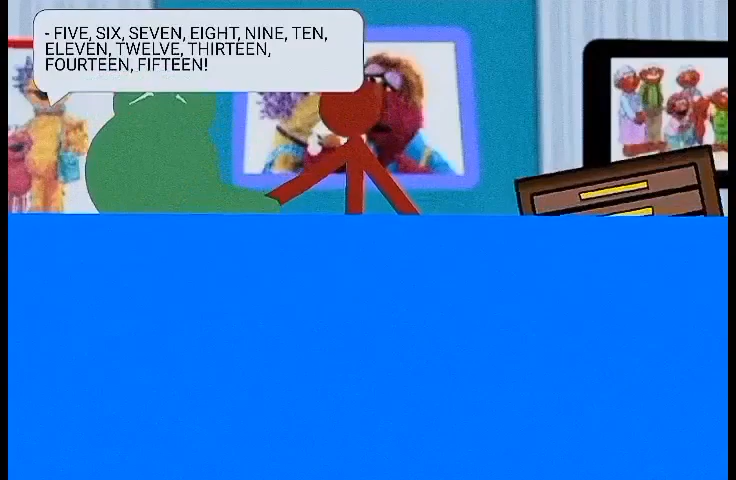 - FIVE, SIX, SEVEN, EIGHT, NINE, TEN,
ELEVEN, TWELVE, THIRTEEN,
FOURTEEN, FIFTEEN!